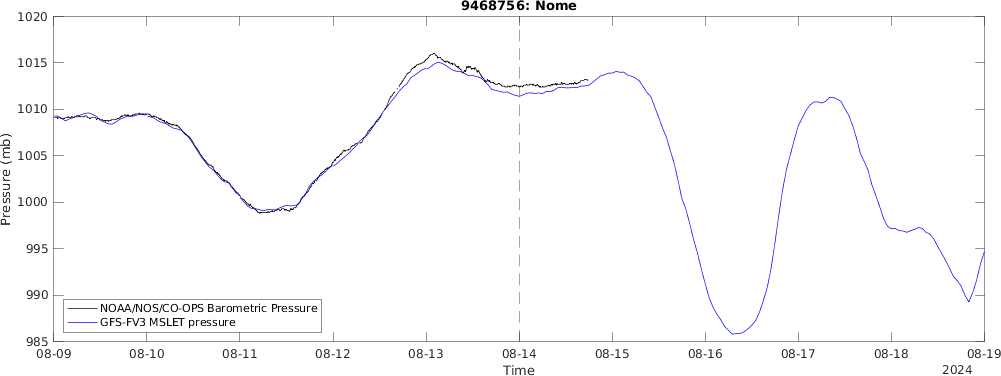 9468756: Nome
1020
1015
1010
1005
1000
995
990
985
Pressure (mb)
NOAA/NOS/CO-OPS Barometric Pressure
GFS-FV3 MSLET pressure
08-09 08-10 08-11 08-12 08-13 08-14 08-15 08-16 08-17 08-18 08-19
Time
2024